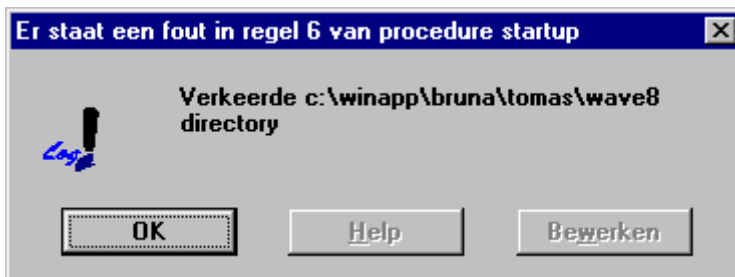 Er staat een fout in regel 6 van procedure startup
Verkeerde c:\winapp\bruna\tomas\wave8
directory
Log!
OK
Help
Bewerken